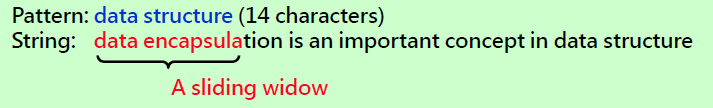 Pattern: data structure (14 characters)
String: data encapsulation is an important concept in data structure
A sliding widow